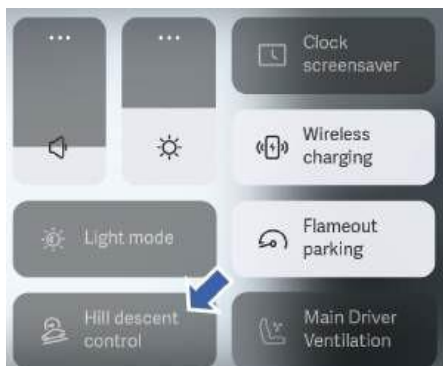 Clock
screensaver
Wireless
charging
Light mode
Flameout
parking
Hill descent
control
Main Driver
Ventilation